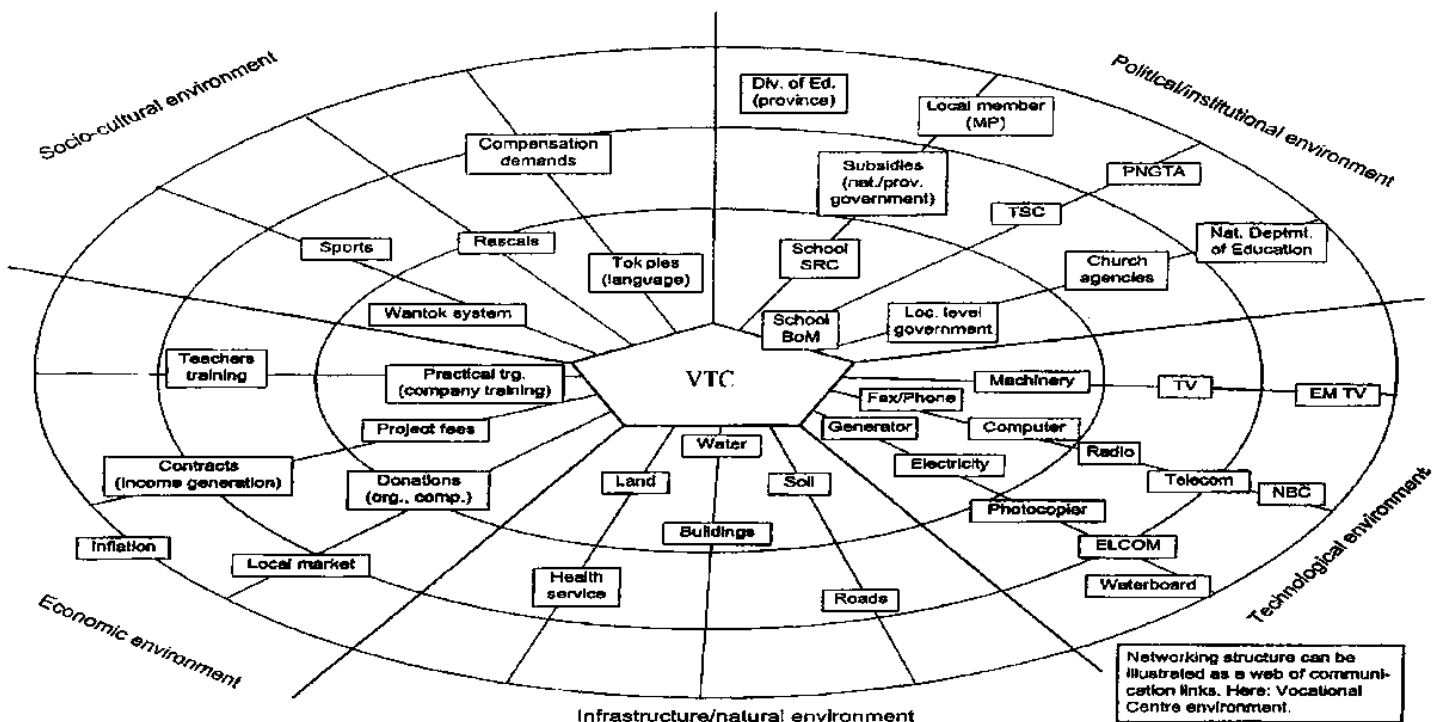 Socio-cultural environment
Political/institutional environment
Div. of Ed.
(province)
Local member
(MP)
Compensation
demands
Subsidies
(nat./prov.
government)
PNGTA
TSC
Nat. Deptmt.
of Education
Sports
Rascals
Tok ples
(language)
School
SRC
Church
agencies
Wantok system
School
BoM
Loc. level
government
Teachers
training
Practical trg.
(company training)
VTC
Machinery
TV
EM TV
Fax/Phone
Project fees
Generator
Computer
Water
Radio
Contracts
(income generation)
Donations
(org., comp.)
Land
Soil
Electricity
Telecom
NBC
Photocopier
Buildings
Inflation
Local market
ELCOM
Health
service
Roads
Waterboard
Economic environment
Technological environment
Infrastructure/natural environment
Networking structure can be
illustrated as a web of communi-
cation links. Here: Vocational
Centre environment.